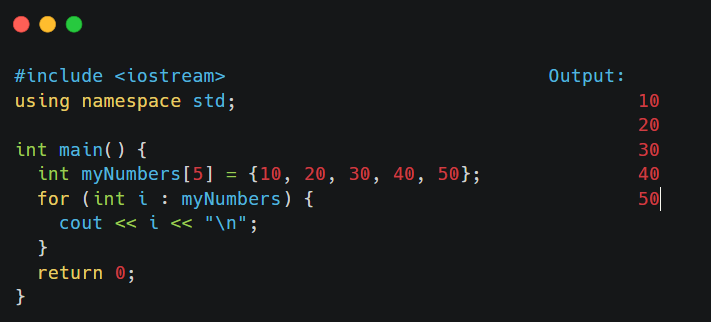 #include <iostream>
using namespace std;
int main() {
  int myNumbers[5] = {10, 20, 30, 40, 50};
  for (int i : myNumbers) {
    cout << i << "\n";
  }
  return 0;
}
Output:
10
20
30
40
50